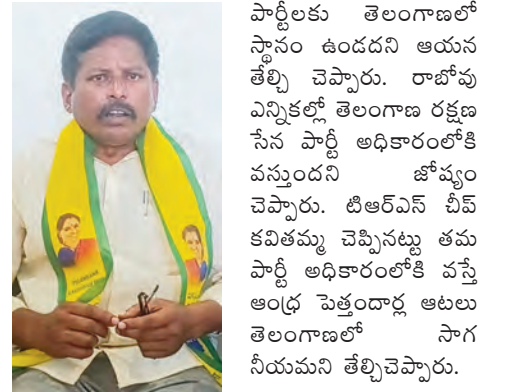 పార్టీలకు తెలంగాణలో
స్థానం ఉండదని ఆయన
తేల్చి చెప్పారు. రాబోవు
ఎన్నికల్లో తెలంగాణ రక్షణ
సేన పార్టీ అధికారంలోకి
వస్తుందని జోష్యం
చెప్పారు. టిఆర్ఎస్ చీప్
కవితమ్మ చెప్పినట్టు తమ
పార్టీ అధికారంలోకి వస్తే
ఆంధ్ర పెత్తందార్ల ఆటలు
తెలంగాణలో సాగ
నీయమని తేల్చిచెప్పారు.